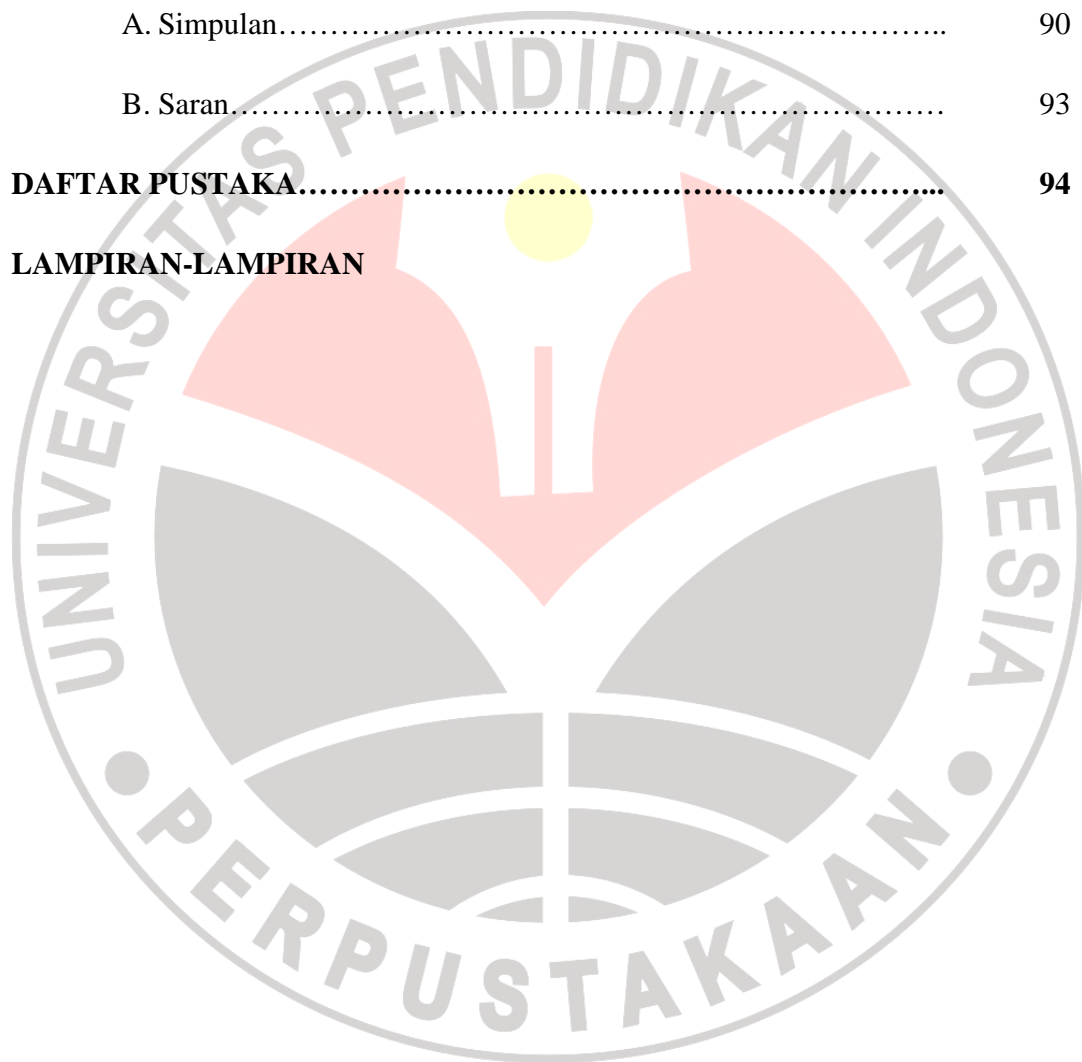 A. Simpulan………………………………………………………….. 90
B. Saran……………………………………………………………… 93
DAFTAR PUSTAKA……………………………………………………... 94
LAMPIRAN-LAMPIRAN
UNIVERSITAS PENDIDIKAN INDONESIA
PERPUSTAKAAN